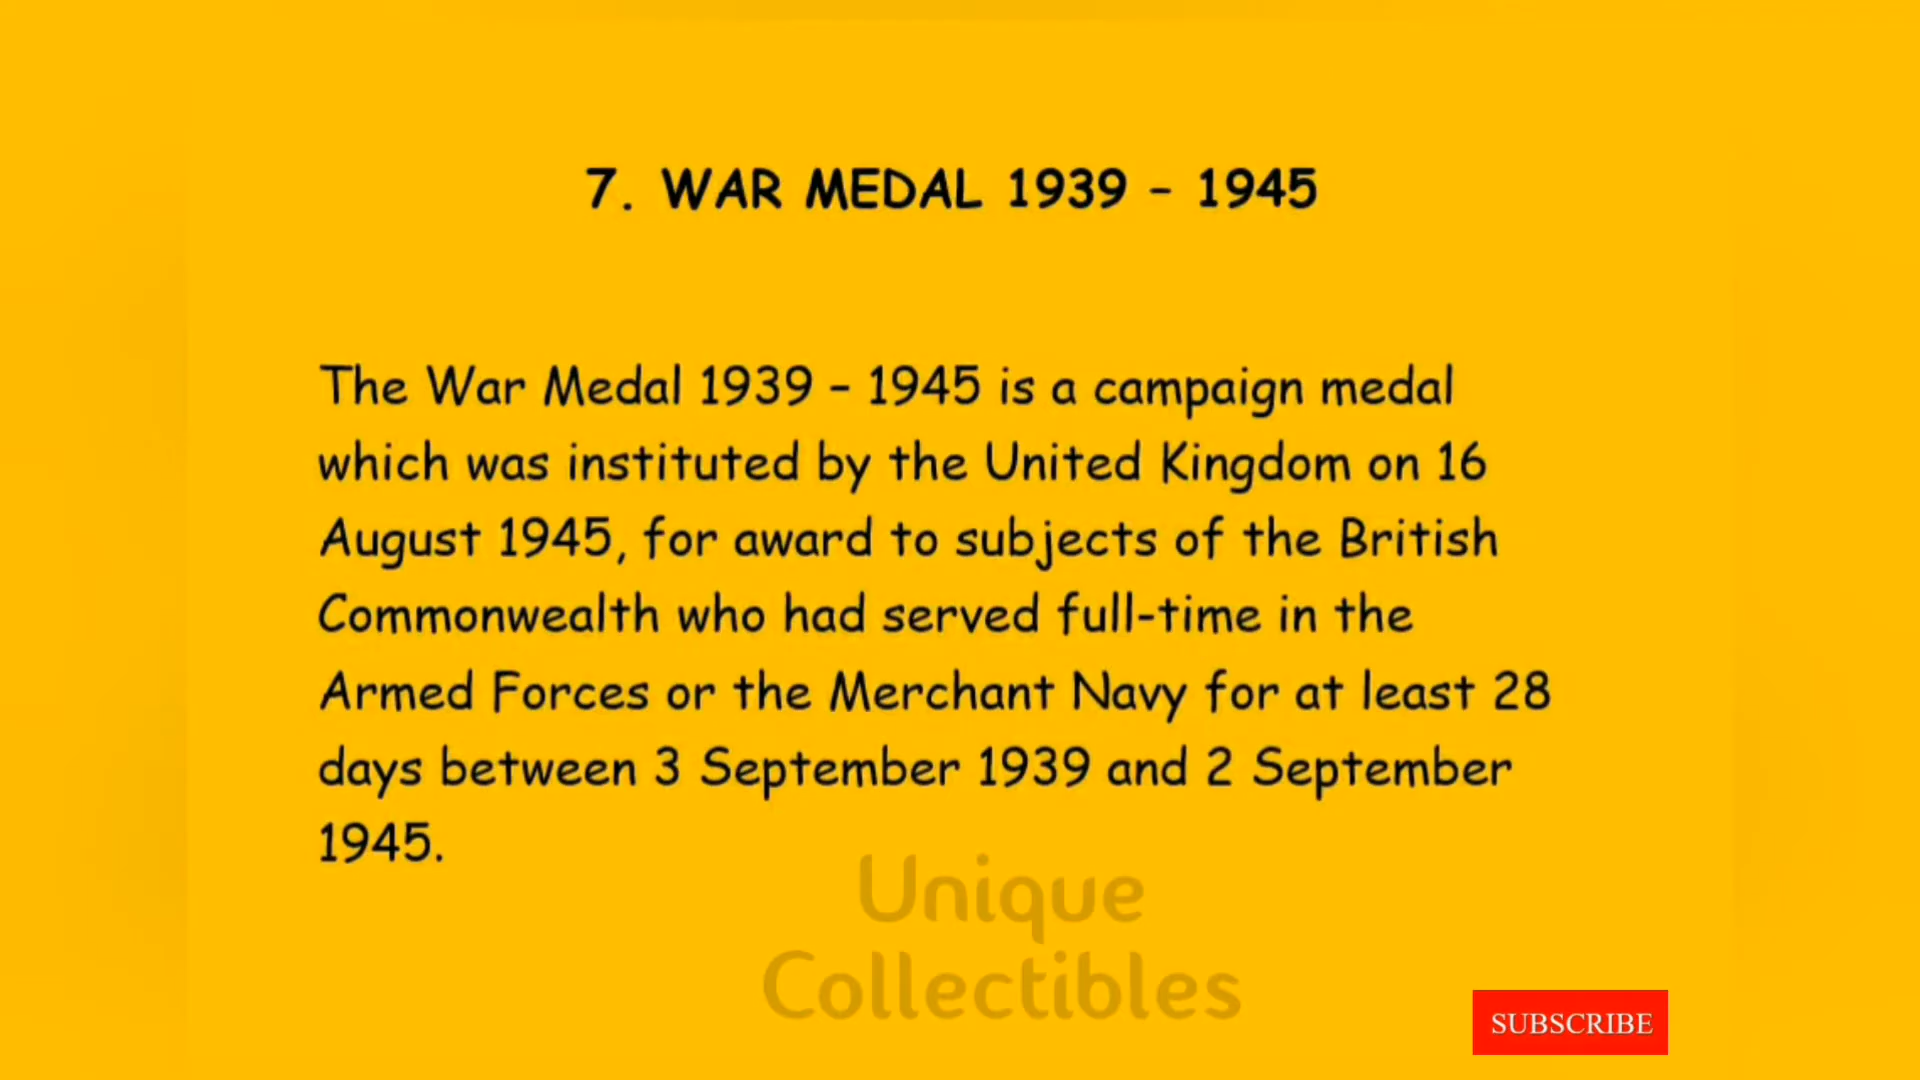 7. WAR MEDAL 1939 – 1945
The War Medal 1939 – 1945 is a campaign medal
which was instituted by the United Kingdom on 16
August 1945, for award to subjects of the British
Commonwealth who had served full-time in the
Armed Forces or the Merchant Navy for at least 28
days between 3 September 1939 and 2 September
1945.
Unique
Collectibles
SUBSCRIBE